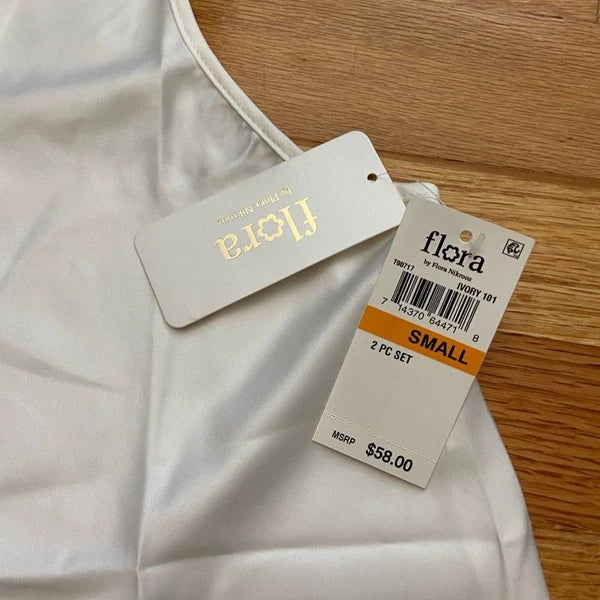 flora
by Flora Nikrooz
flora
by Flora Nikrooz
T90717
IVORY 101
7 14370 64471 8
SMALL
2 PC SET
MSRP $58.00